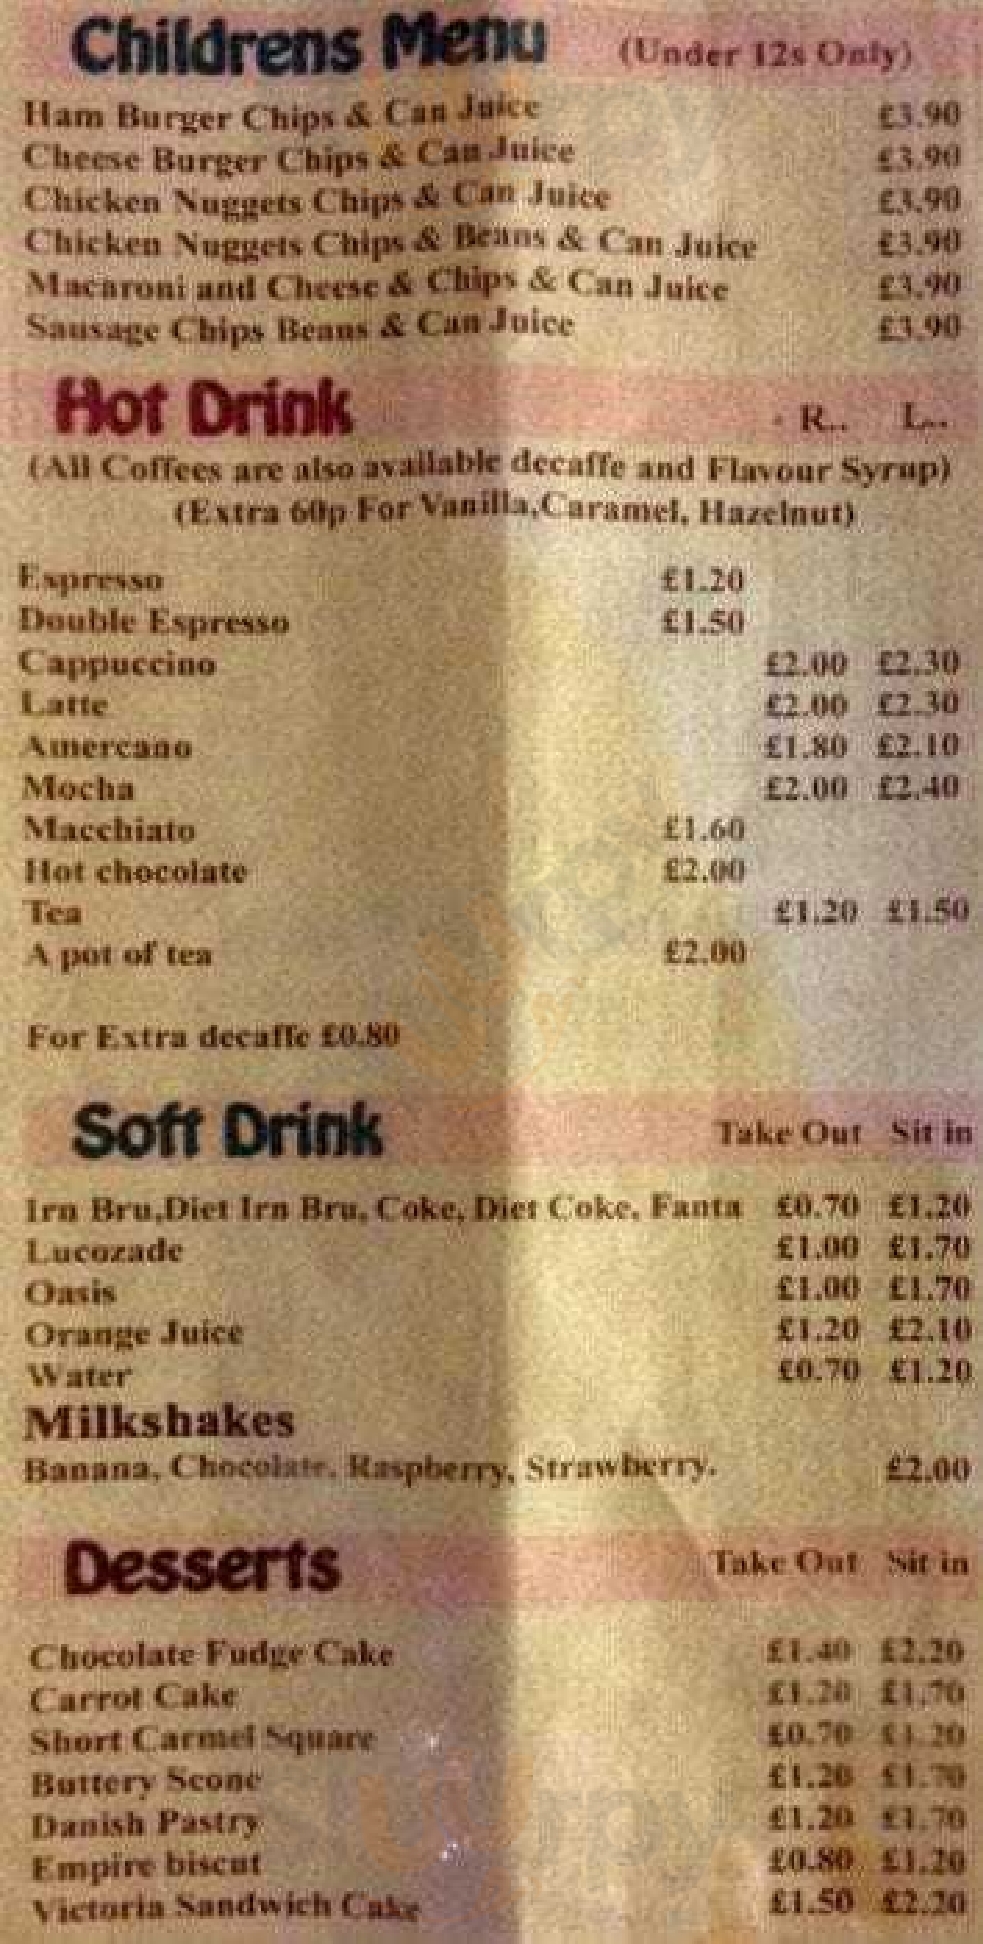 Childrens Menu (Under 12s Only)
Ham Burger Chips & Can Juice £3.90
Cheese Burger Chips & Can Juice £3.90
Chicken Nuggets Chips & Can Juice £3.90
Chicken Nuggets Chips & Beans & Can Juice £3.90
Macaroni and Cheese & Chips & Can Juice £3.90
Sausage Chips Beans & Can Juice £3.90
Hot Drink R.. L..
(All Coffees are also available decaffe and Flavour Syrup)
(Extra 60p For Vanilla,Caramel, Hazelnut)
Espresso £1.20
Double Espresso £1.50
Cappuccino £2.00 £2.30
Latte £2.00 £2.30
Amercano £1.80 £2.10
Mocha £2.00 £2.40
Macchiato £1.60
Hot chocolate £2.00
Tea £1.20 £1.50
A pot of tea £2.00
For Extra decaffe £0.80
Soft Drink Take Out Sit in
Irn Bru,Diet Irn Bru, Coke, Diet Coke, Fanta £0.70 £1.20
Lucozade £1.00 £1.70
Oasis £1.00 £1.70
Orange Juice £1.20 £2.10
Water £0.70 £1.20
Milkshakes
Banana, Chocolate, Raspberry, Strawberry. £2.00
Desserts Take Out Sit in
Chocolate Fudge Cake £1.40 £2.20
Carrot Cake £1.20 £1.70
Short Carmel Square £0.70 £1.20
Buttery Scone £1.20 £1.70
Danish Pastry £1.20 £1.70
Empire biscut £0.80 £1.20
Victoria Sandwich Cake £1.50 £2.20